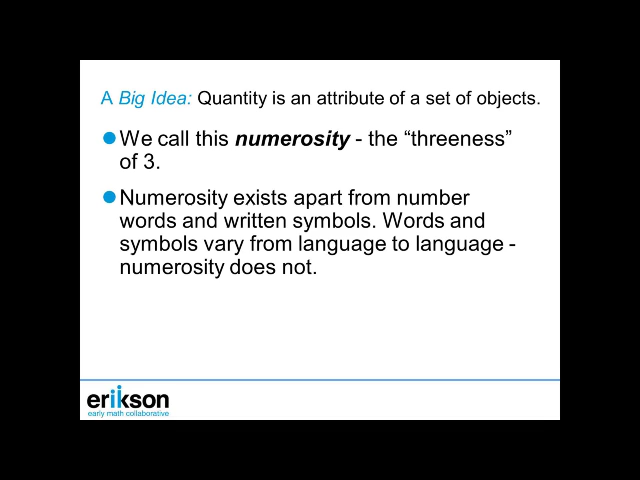 A Big Idea: Quantity is an attribute of a set of objects.
We call this numerosity - the “threeness”
of 3.
Numerosity exists apart from number
words and written symbols. Words and
symbols vary from language to language -
numerosity does not.
erikson
early math collaborative